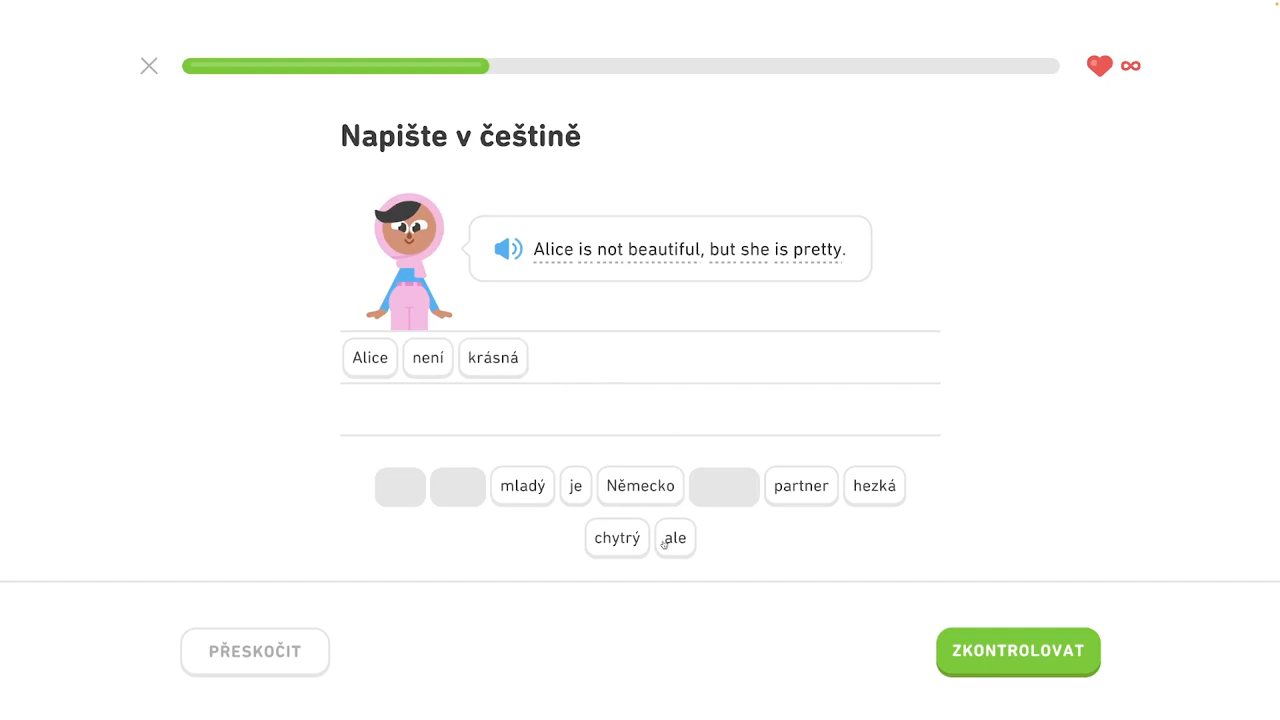 Napište v češtině
Alice is not beautiful, but she is pretty.
Alice není krásná
mladý je Německo partner hezká
chytrý ale
PŘESKOČIT ZKONTROLOVAT